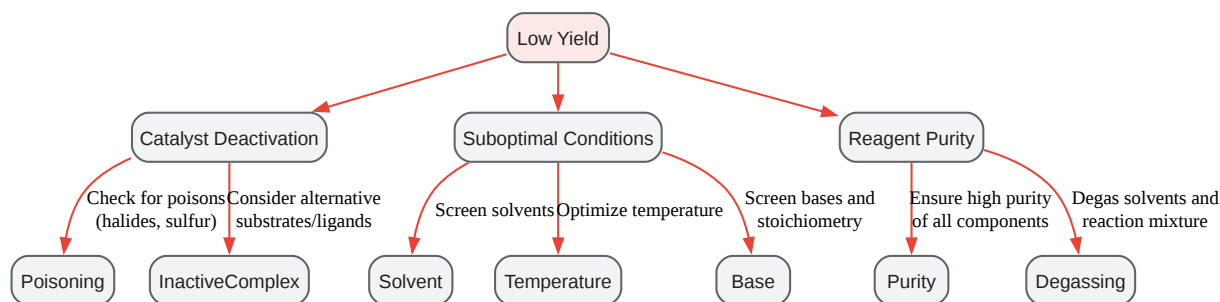 Low Yield
Catalyst Deactivation
Suboptimal Conditions
Reagent Purity
Check for poisons
(halides, sulfur)
Consider alternative
substrates/ligands
Screen solvents
Optimize temperature
Screen bases and
stoichiometry
Ensure high purity
of all components
Degas solvents and
reaction mixture
Poisoning
InactiveComplex
Solvent
Temperature
Base
Purity
Degassing